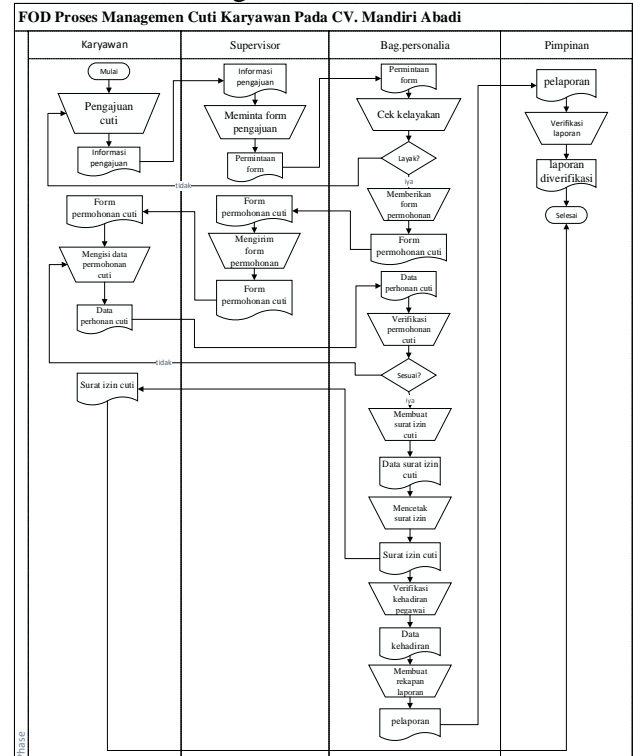 FOD Proses Managemen Cuti Karyawan Pada CV. Mandiri Abadi
Karyawan
Supervisor
Bag.personalia
Pimpinan
Mulai
Pengajuan
cuti
Informasi
pengajuan
Informasi
pengajuan
Meminta form
pengajuan
Permintaan
form
Permintaan
form
Cek kelayakan
Layak?
tidak
iya
Memberikan
form
permohonan
Form
permohonan cuti
Form
permohonan cuti
Mengirim
form
permohonan
Form
permohonan cuti
Form
permohonan cuti
Mengisi data
permohonan
cuti
Data
perhonan cuti
Data
perhonan cuti
Verifikasi
permohonan
cuti
Sesuai?
tidak
iya
Membuat
surat izin
cuti
Data surat izin
cuti
Mencetak
surat izin
Surat izin cuti
Surat izin cuti
Verifikasi
kehadiran
pegawai
Data
kehadiran
Membuat
rekapan
laporan
pelaporan
pelaporan
Verifikasi
laporan
laporan
diverifikasi
Selesai
Phase